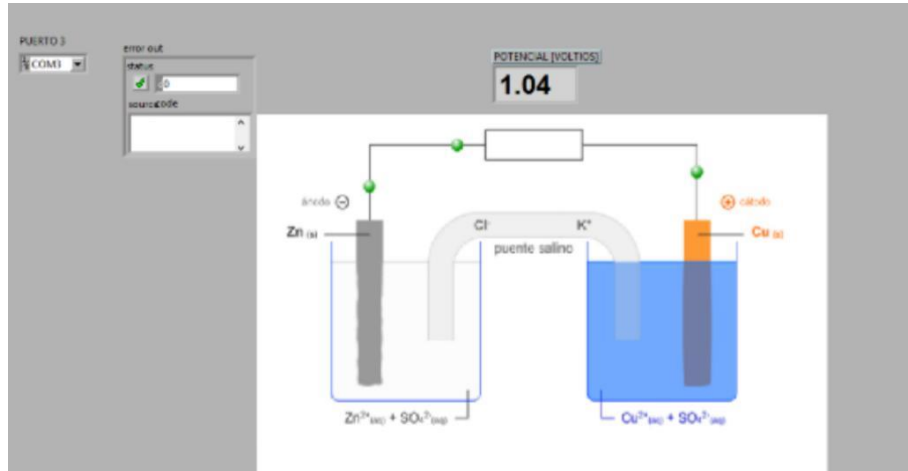 PUERTO 3
COM3
error out
status
0
source code
POTENCIAL [VOLTIOS]
1.04
ánodo
Zn (s)
Cl-
K+
puente salino
cátodo
Cu (s)
Zn²⁺(aq) + SO₄²⁻(aq)
Cu²⁺(aq) + SO₄²⁻(aq)